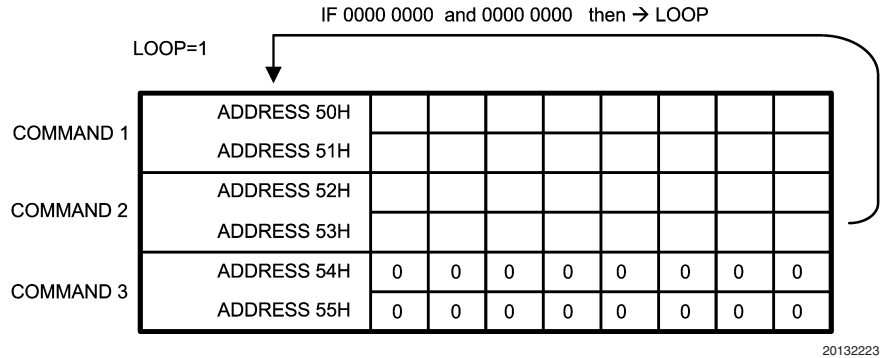 IF 0000 0000 and 0000 0000 then → LOOP
LOOP=1
COMMAND 1
ADDRESS 50H
ADDRESS 51H
COMMAND 2
ADDRESS 52H
ADDRESS 53H
COMMAND 3
ADDRESS 54H 0 0 0 0 0 0 0 0
ADDRESS 55H 0 0 0 0 0 0 0 0
20132223